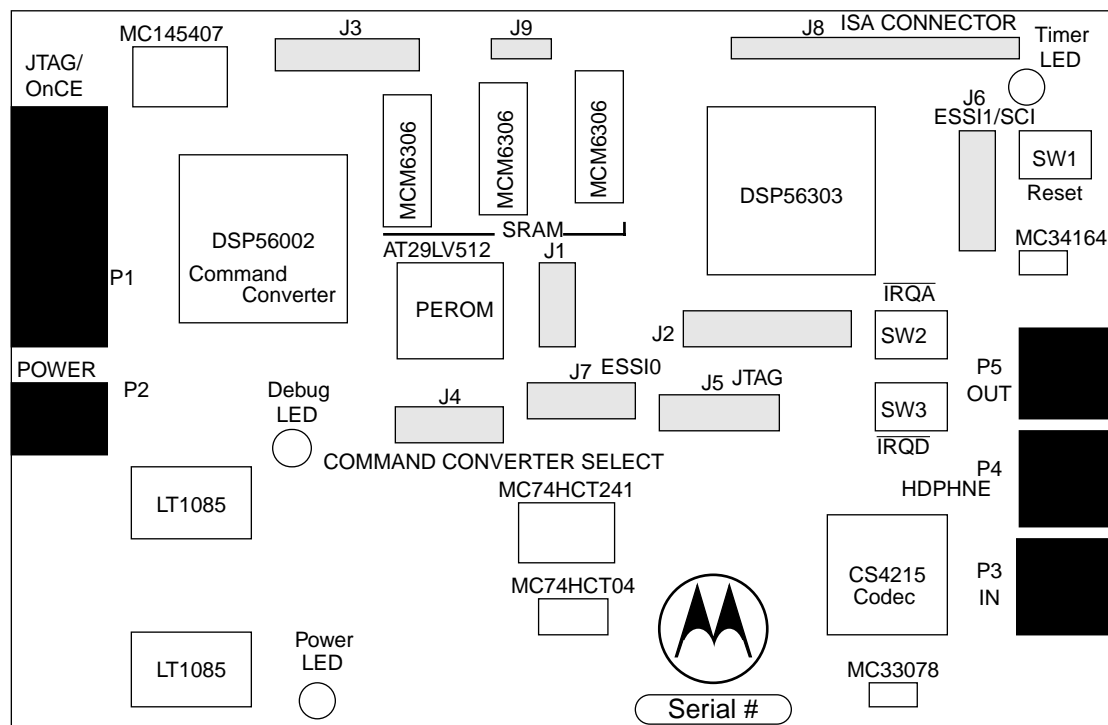 MC145407
J3
J9
J8
ISA CONNECTOR
Timer
LED
JTAG/
OnCE
J6
ESSI1/SCI
MCM6306
MCM6306
MCM6306
SW1
Reset
DSP56303
DSP56002
Command
Converter
SRAM
AT29LV512
J1
MC34164
P1
PEROM
IRQA
J2
SW2
POWER
P2
Debug
LED
J4
J7
ESSI0
J5
JTAG
SW3
IRQD
P5
OUT
COMMAND CONVERTER SELECT
P4
HDPHNE
LT1085
MC74HCT241
CS4215
Codec
P3
IN
MC74HCT04
Power
LED
LT1085
MC33078
Serial #